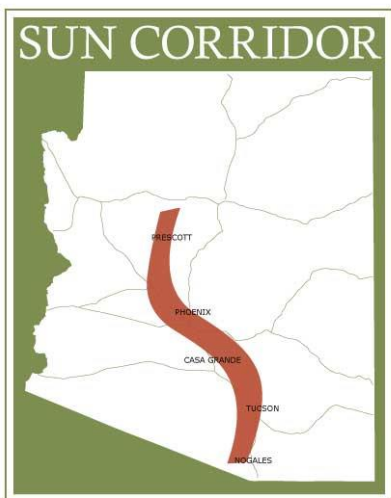 SUN CORRIDOR
PRESCOTT
PHOENIX
CASA GRANDE
TUCSON
NOGALES